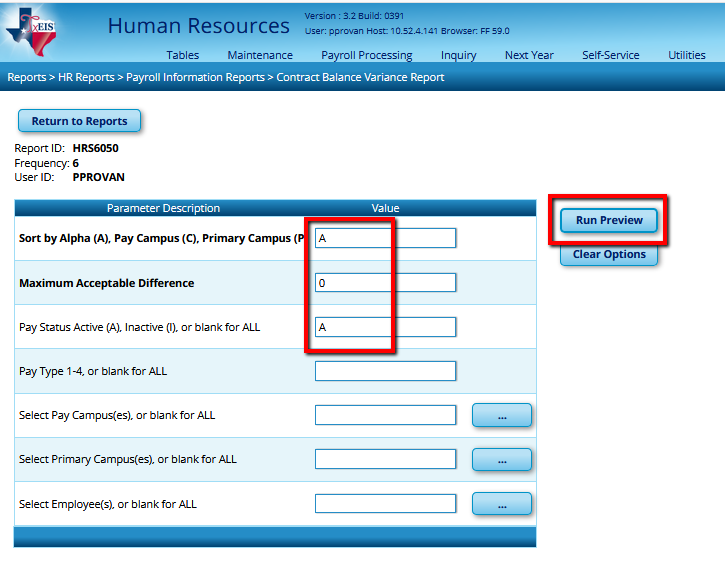 TxEIS
Human Resources
Version : 3.2 Build: 0391
User: pprovan Host: 10.52.4.141 Browser: FF 59.0
Tables Maintenance Payroll Processing Inquiry Next Year Self-Service Utilities
Reports > HR Reports > Payroll Information Reports > Contract Balance Variance Report
Return to Reports
Report ID: HRS6050
Frequency: 6
User ID: PPROVAN
Parameter Description Value
Run Preview
Sort by Alpha (A), Pay Campus (C), Primary Campus (P A
Clear Options
Maximum Acceptable Difference 0
Pay Status Active (A), Inactive (I), or blank for ALL A
Pay Type 1-4, or blank for ALL
Select Pay Campus(es), or blank for ALL ...
Select Primary Campus(es), or blank for ALL ...
Select Employee(s), or blank for ALL ...